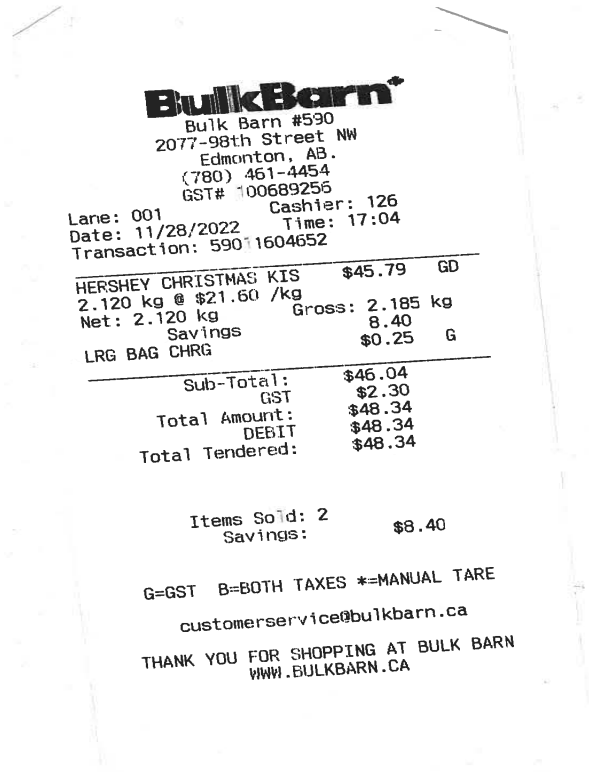 BulkBarn
Bulk Barn #590
2077-98th Street NW
Edmonton, AB.
(780) 461-4454
GST# 100689256
Lane: 001 Cashier: 126
Date: 11/28/2022 Time: 17:04
Transaction: 59011604652
HERSHEY CHRISTMAS KIS $45.79 GD
2.120 kg @ $21.60 /kg
Net: 2.120 kg Gross: 2.185 kg
Savings 8.40
LRG BAG CHRG $0.25 G
Sub-Total: $46.04
GST $2.30
Total Amount: $48.34
DEBIT $48.34
Total Tendered: $48.34
Items Sold: 2
Savings: $8.40
G=GST B=BOTH TAXES *=MANUAL TARE
customerservice@bulkbarn.ca
THANK YOU FOR SHOPPING AT BULK BARN
WWW.BULKBARN.CA